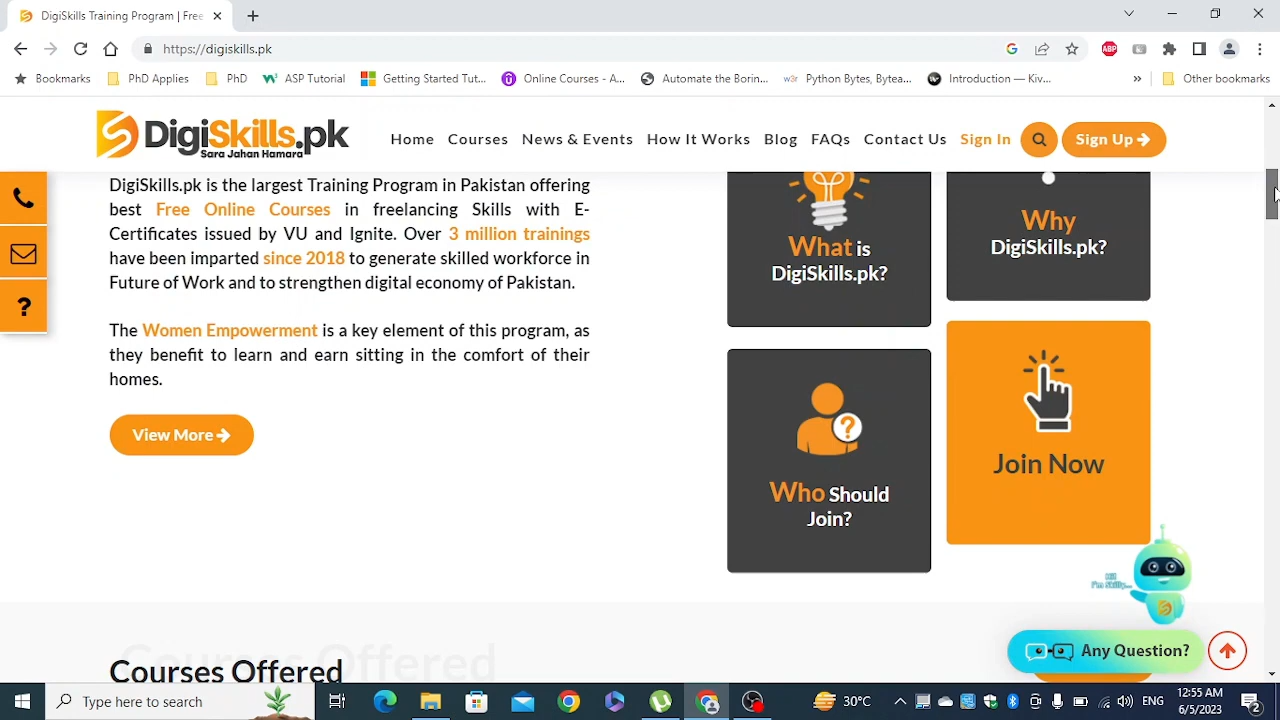 DigiSkills Training Program | Free
https://digiskills.pk
Bookmarks PhD Applies PhD ASP Tutorial Getting Started Tut... Online Courses - A... Automate the Borin... Python Bytes, Bytea... Introduction — Kiv... » Other bookmarks
DigiSkills.pk
Sara Jahan Hamara
Home Courses News & Events How It Works Blog FAQs Contact Us Sign In Sign Up
DigiSkills.pk is the largest Training Program in Pakistan offering
best Free Online Courses in freelancing Skills with E-
Certificates issued by VU and Ignite. Over 3 million trainings
have been imparted since 2018 to generate skilled workforce in
Future of Work and to strengthen digital economy of Pakistan.
The Women Empowerment is a key element of this program, as
they benefit to learn and earn sitting in the comfort of their
homes.
View More
What is
DigiSkills.pk?
Why
DigiSkills.pk?
Who Should
Join?
Join Now
Hi!
I'm Skilly...
Any Question?
Courses Offered
Courses Offered
Type here to search
30°C
ENG
12:55 AM
6/5/2023
2